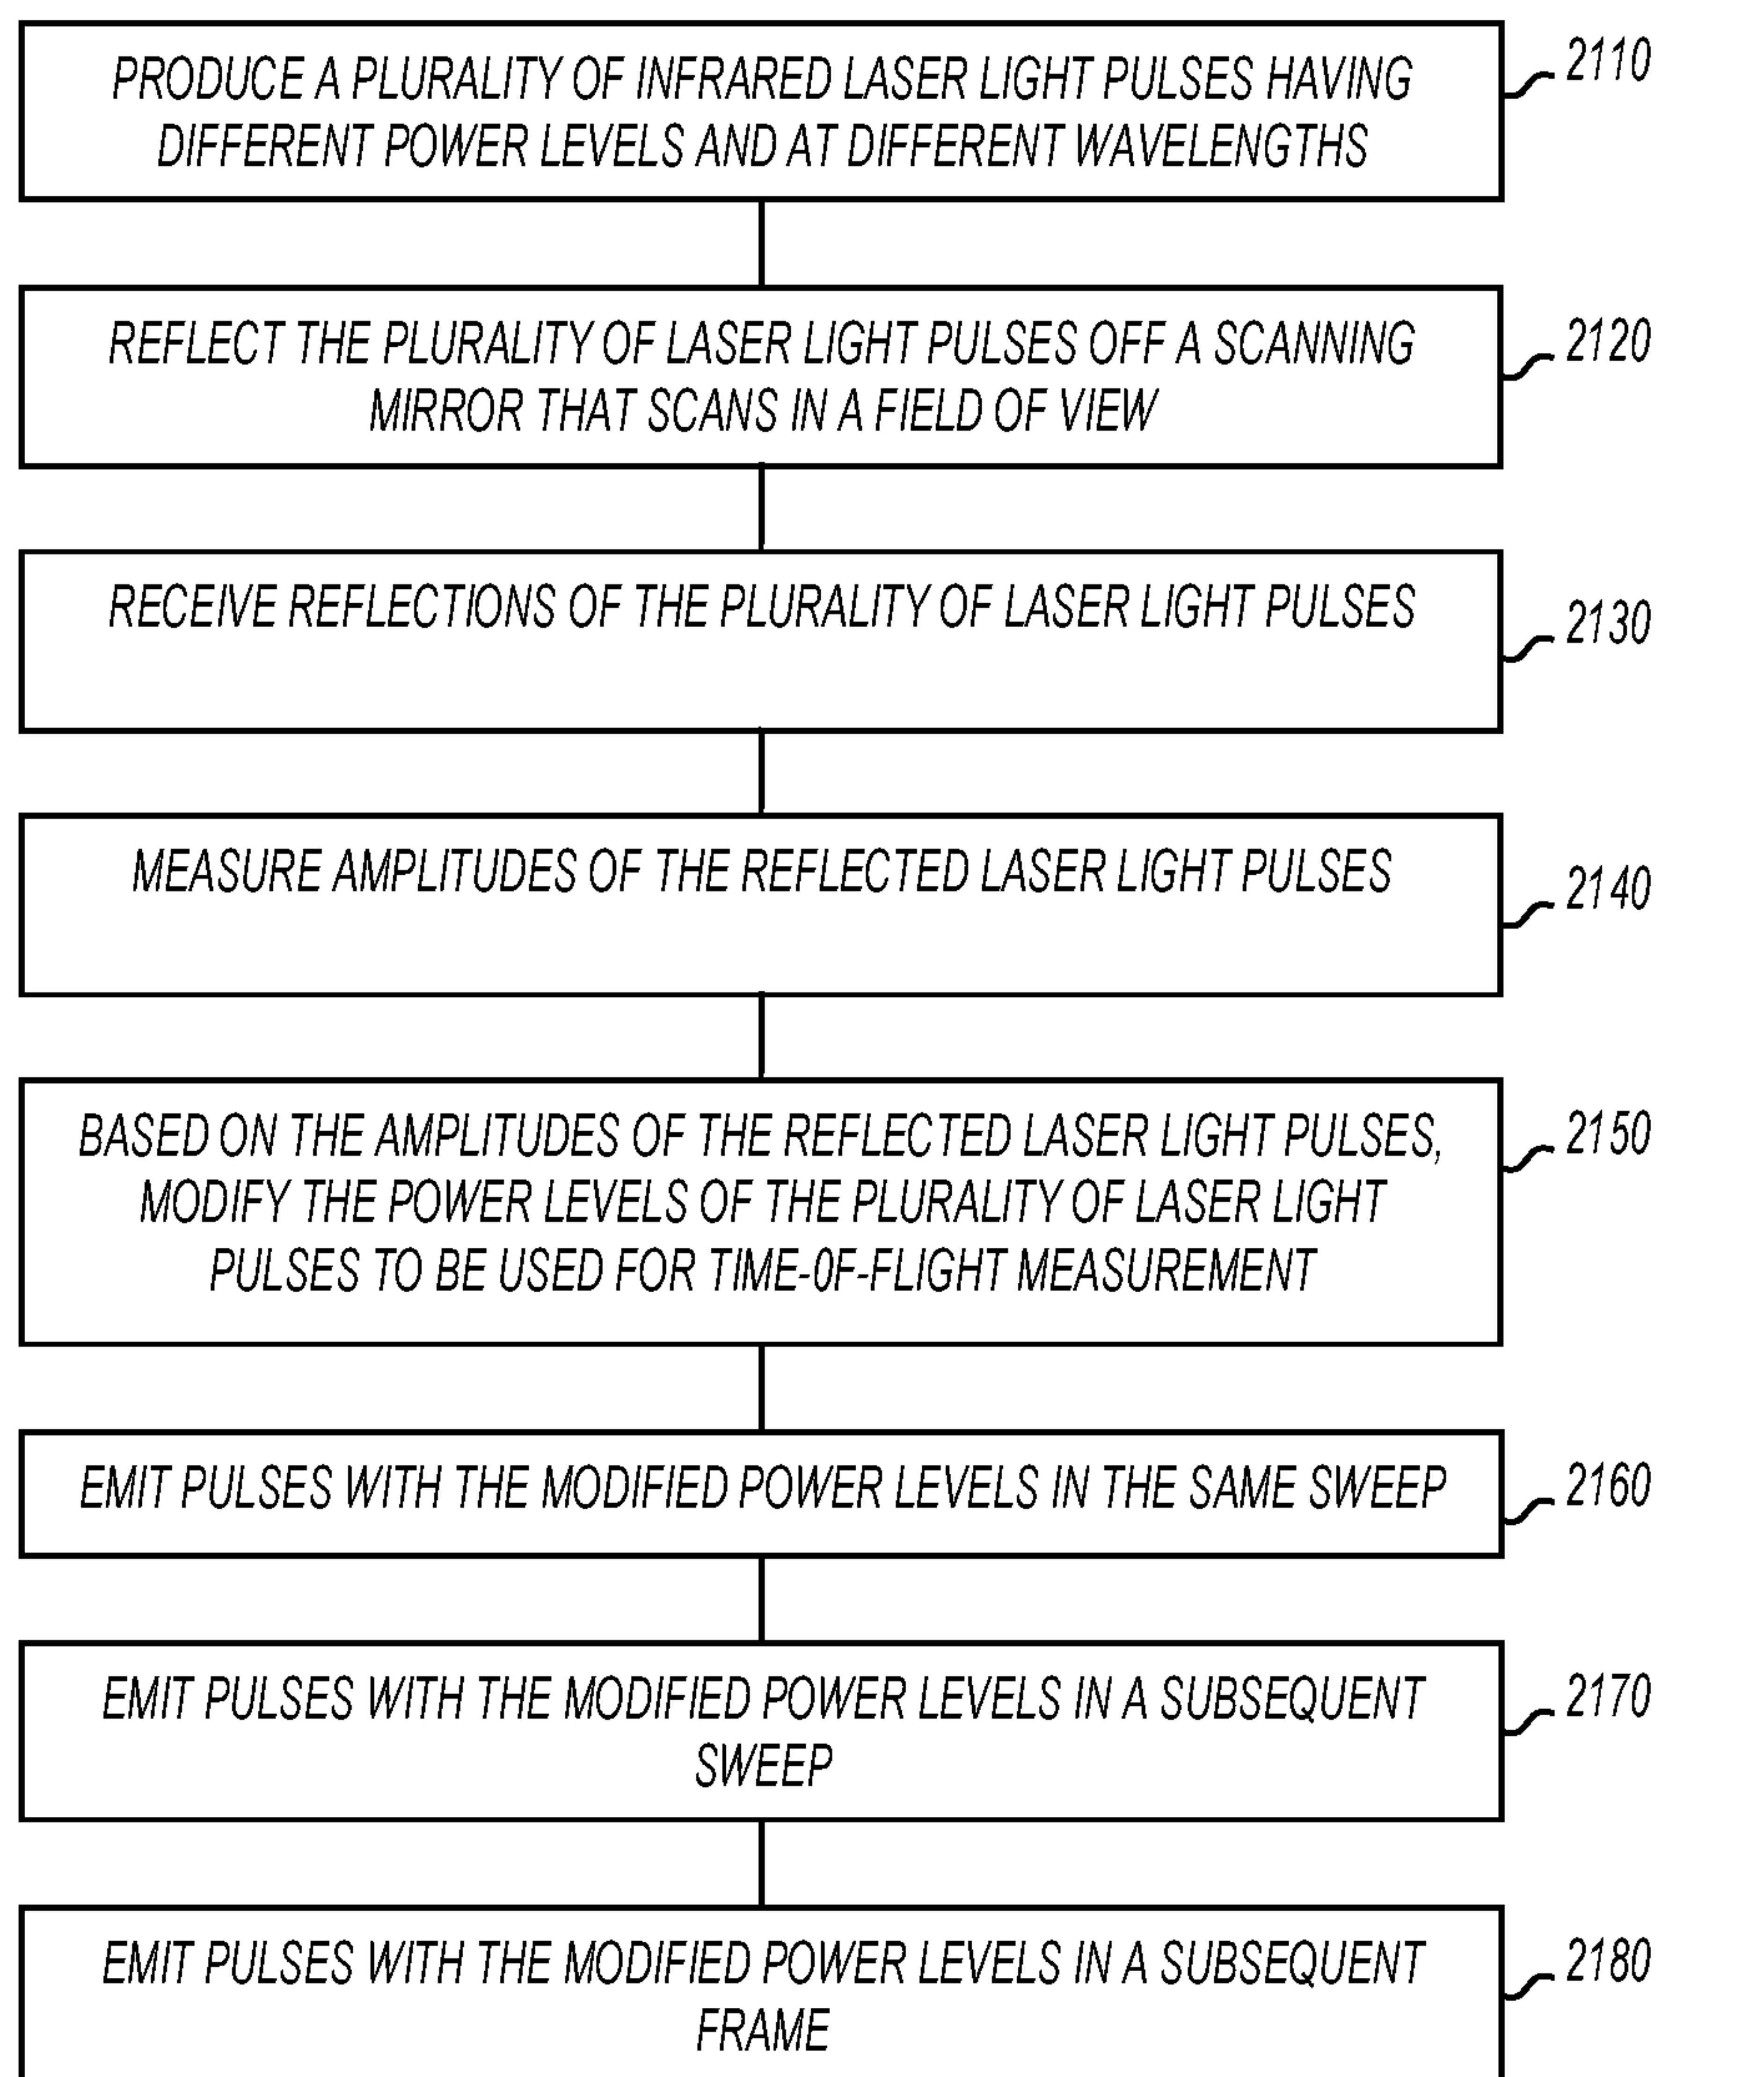 PRODUCE A PLURALITY OF INFRARED LASER LIGHT PULSES HAVING
DIFFERENT POWER LEVELS AND AT DIFFERENT WAVELENGTHS
2110
REFLECT THE PLURALITY OF LASER LIGHT PULSES OFF A SCANNING
MIRROR THAT SCANS IN A FIELD OF VIEW
2120
RECEIVE REFLECTIONS OF THE PLURALITY OF LASER LIGHT PULSES
2130
MEASURE AMPLITUDES OF THE REFLECTED LASER LIGHT PULSES
2140
BASED ON THE AMPLITUDES OF THE REFLECTED LASER LIGHT PULSES,
MODIFY THE POWER LEVELS OF THE PLURALITY OF LASER LIGHT
PULSES TO BE USED FOR TIME-0F-FLIGHT MEASUREMENT
2150
EMIT PULSES WITH THE MODIFIED POWER LEVELS IN THE SAME SWEEP
2160
EMIT PULSES WITH THE MODIFIED POWER LEVELS IN A SUBSEQUENT
SWEEP
2170
EMIT PULSES WITH THE MODIFIED POWER LEVELS IN A SUBSEQUENT
FRAME
2180